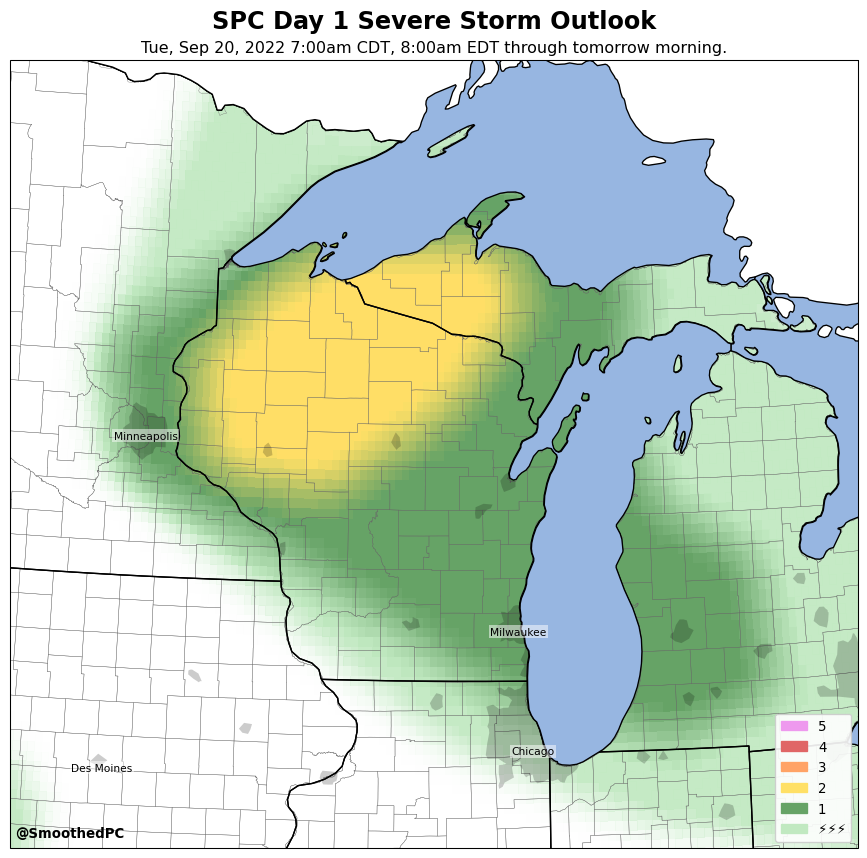 SPC Day 1 Severe Storm Outlook
Tue, Sep 20, 2022 7:00am CDT, 8:00am EDT through tomorrow morning.
Minneapolis
Milwaukee
Chicago
Des Moines
5
4
3
2
1
⚡⚡⚡
@SmoothedPC